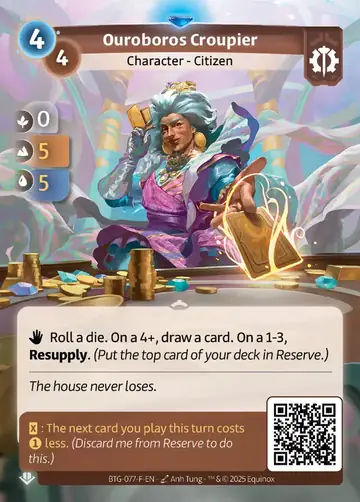 4
4
Ouroboros Croupier
Character - Citizen
0
5
5
Roll a die. On a 4+, draw a card. On a 1-3,
Resupply. (Put the top card of your deck in Reserve.)
The house never loses.
X : The next card you play this turn costs
1 less. (Discard me from Reserve to do
this.)
BTG-077-F-EN - Anh Tung - ™ & © 2025 Equinox